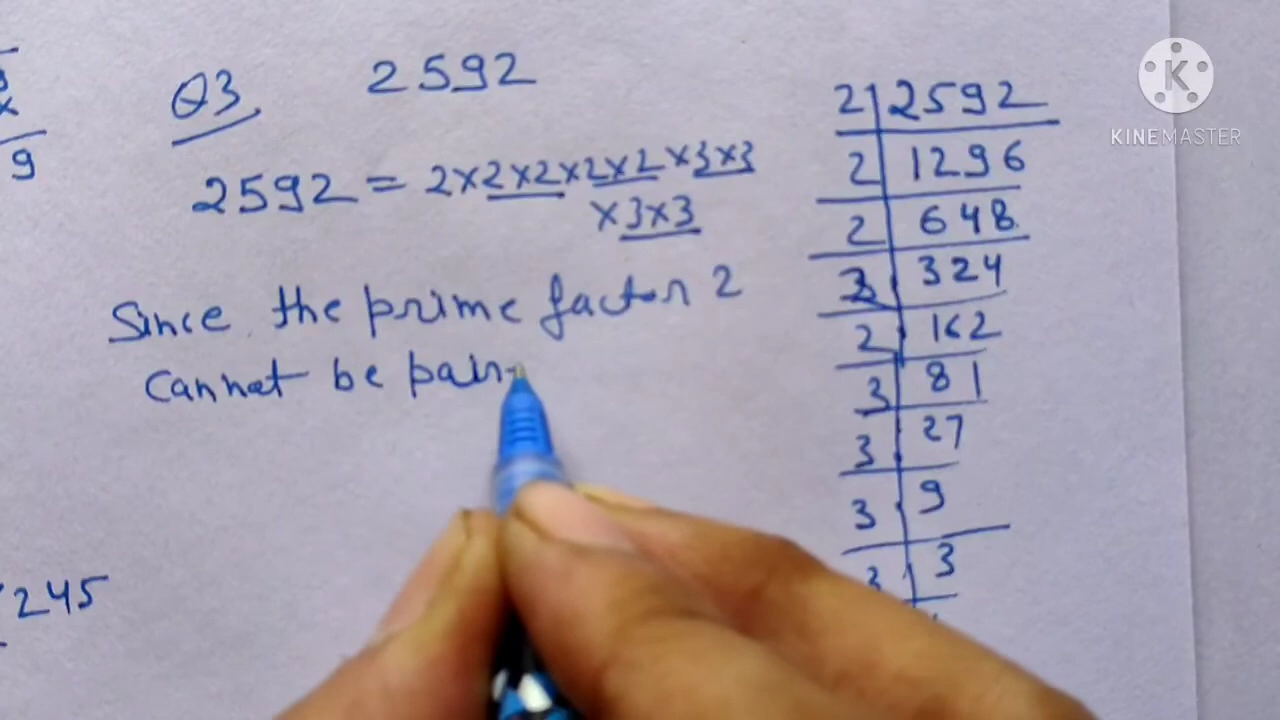 Q3 2592
2592 = 2×2×2×2×2×3×3
×3×3
Since the prime factor 2
cannot be pair
2 2592
2 1296
2 648
2 324
2 162
3 81
3 27
3 9
3 3
9
245
KINEMASTER